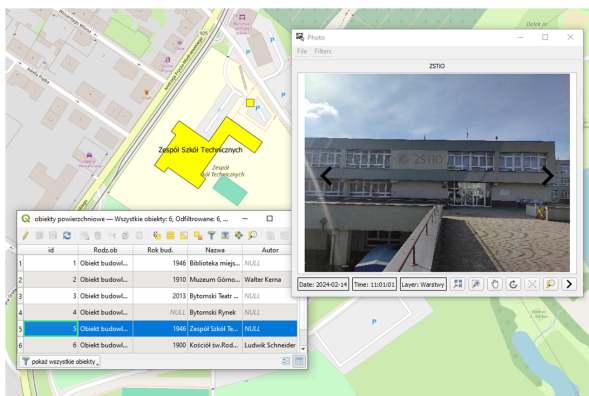 925
Dołek ze
P
P
P
Zespół Szkół Technicznych
Zespół
Szkół Technicznych
P
Photo
File Filters
ZSTIO
ZSTIO
Date: 2024-02-14 Time: 11:01:01 Layer: Warstwy
obiekty powierzchniowe — Wszystkie obiekty: 6, Odfiltrowane: 6, ...
id Rodz.ob Rok bud. Nazwa Autor
1 1 Obiekt budowl... 1946 Biblioteka miejs... NULL
2 2 Obiekt budowl... 1910 Muzeum Górno... Walter Kerna
3 3 Obiekt budowl... 2013 Bytomski Teatr ... NULL
4 4 Obiekt budowl... NULL Bytomski Rynek NULL
5 5 Obiekt budowl... 1946 Zespół Szkół Te... NULL
6 6 Obiekt budowl... 1900 Kościół św.Rod... Ludwik Schneider
pokaż wszystkie obiekty